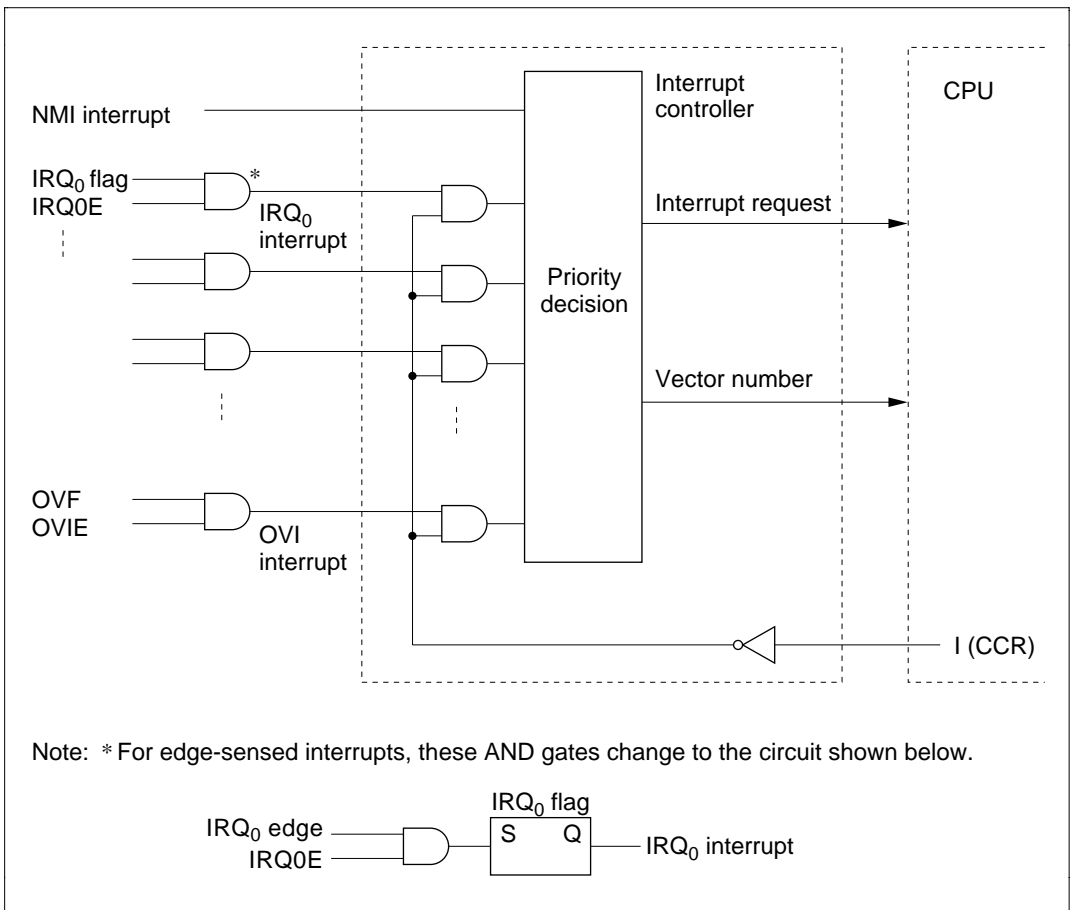 NMI interrupt
IRQ₀ flag
IRQ0E
*
IRQ₀
interrupt
OVF
OVIE
OVI
interrupt
Interrupt
controller
Priority
decision
Interrupt request
Vector number
CPU
I (CCR)
Note: * For edge-sensed interrupts, these AND gates change to the circuit shown below.
IRQ₀ flag
IRQ₀ edge
IRQ0E
S Q
IRQ₀ interrupt